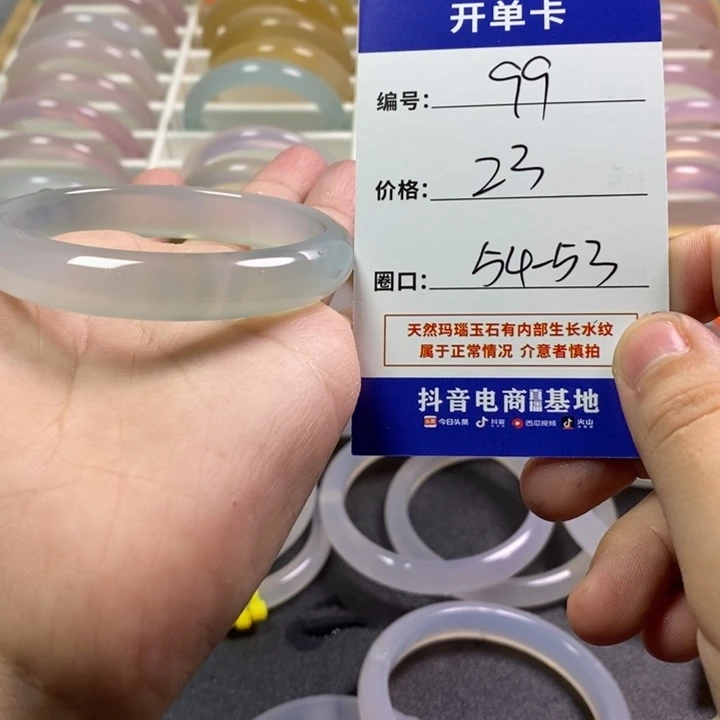 开单卡
编号: 99
价格: 23
圈口: 54-53
天然玛瑙玉石有内部生长水纹
属于正常情况 介意者慎拍
抖音电商直播基地
头条 今日头条 抖音 西瓜视频 火山